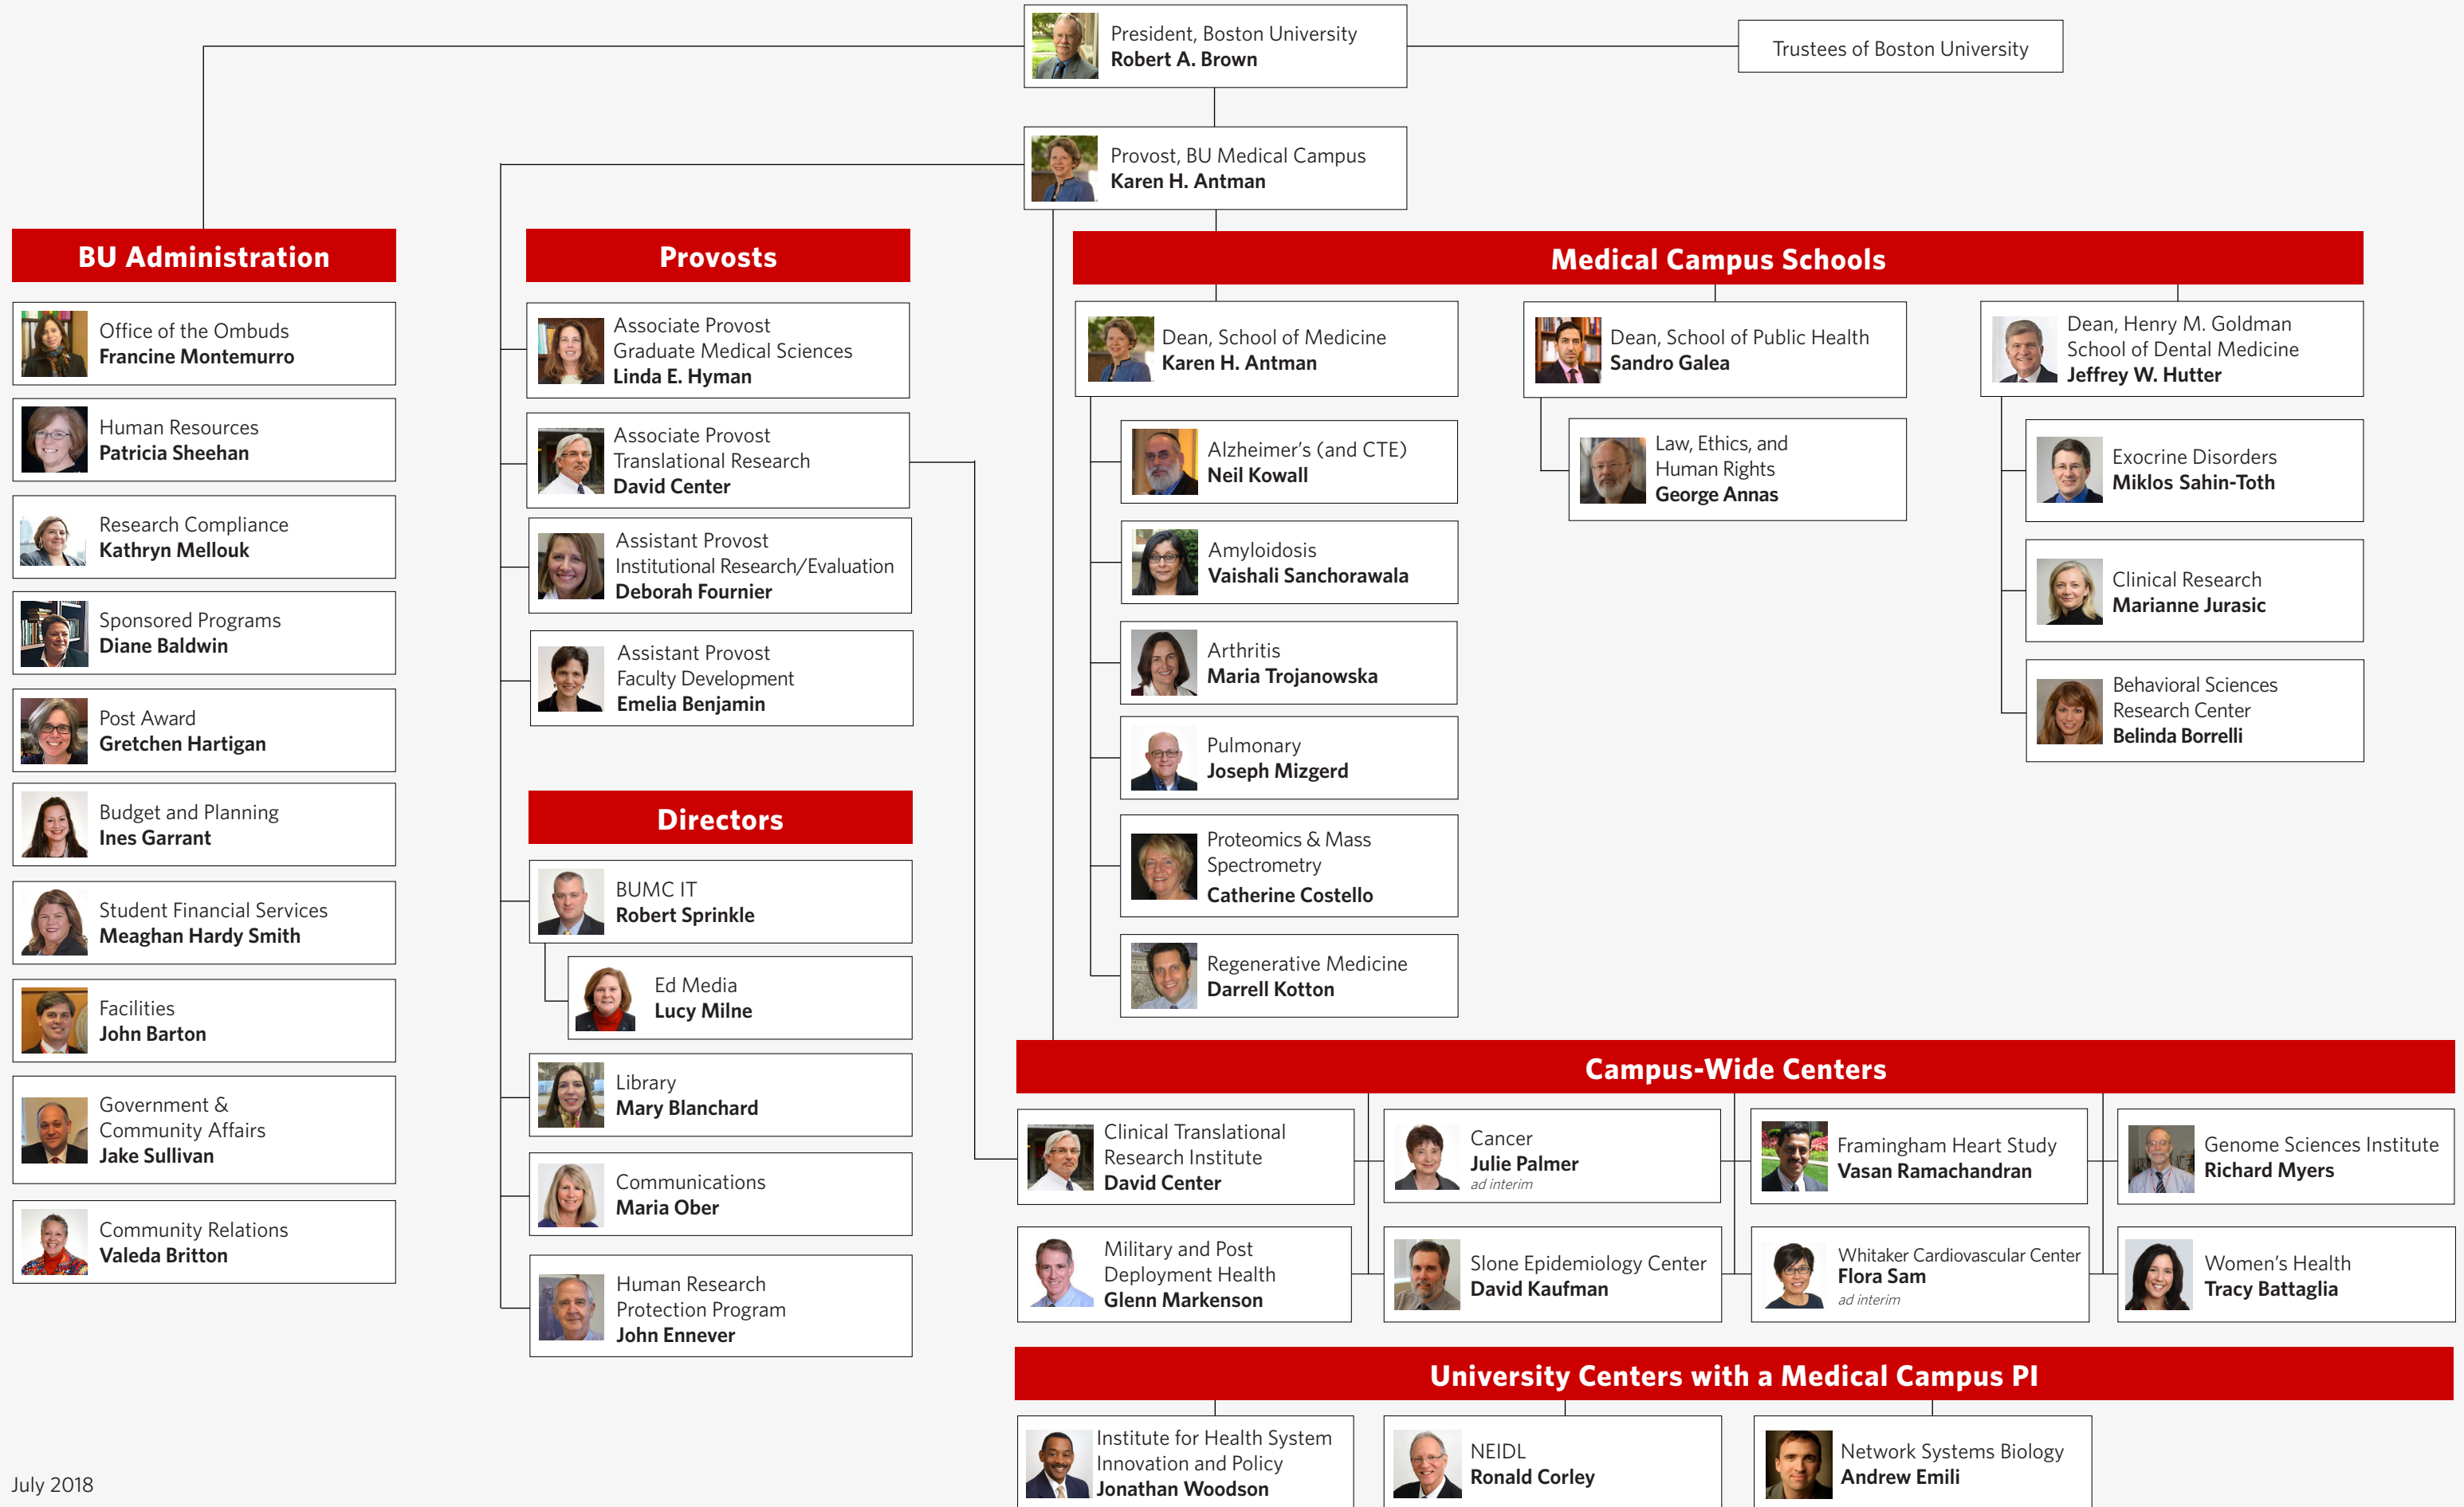 President, Boston University
Robert A. Brown
Trustees of Boston University
Provost, BU Medical Campus
Karen H. Antman
BU Administration
Office of the Ombuds
Francine Montemurro
Human Resources
Patricia Sheehan
Research Compliance
Kathryn Mellouk
Sponsored Programs
Diane Baldwin
Post Award
Gretchen Hartigan
Budget and Planning
Ines Garrant
Student Financial Services
Meaghan Hardy Smith
Facilities
John Barton
Government &
Community Affairs
Jake Sullivan
Community Relations
Valeda Britton
Provosts
Associate Provost
Graduate Medical Sciences
Linda E. Hyman
Associate Provost
Translational Research
David Center
Assistant Provost
Institutional Research/Evaluation
Deborah Fournier
Assistant Provost
Faculty Development
Emelia Benjamin
Directors
BUMC IT
Robert Sprinkle
Ed Media
Lucy Milne
Library
Mary Blanchard
Communications
Maria Ober
Human Research
Protection Program
John Ennever
Medical Campus Schools
Dean, School of Medicine
Karen H. Antman
Alzheimer's (and CTE)
Neil Kowall
Amyloidosis
Vaishali Sanchorawala
Arthritis
Maria Trojanowska
Pulmonary
Joseph Mizgerd
Proteomics & Mass
Spectrometry
Catherine Costello
Regenerative Medicine
Darrell Kotton
Dean, School of Public Health
Sandro Galea
Law, Ethics, and
Human Rights
George Annas
Dean, Henry M. Goldman
School of Dental Medicine
Jeffrey W. Hutter
Exocrine Disorders
Miklos Sahin-Toth
Clinical Research
Marianne Jurasic
Behavioral Sciences
Research Center
Belinda Borrelli
Campus-Wide Centers
Clinical Translational
Research Institute
David Center
Cancer
Julie Palmer
ad interim
Framingham Heart Study
Vasan Ramachandran
Genome Sciences Institute
Richard Myers
Military and Post
Deployment Health
Glenn Markenson
Slone Epidemiology Center
David Kaufman
Whitaker Cardiovascular Center
Flora Sam
ad interim
Women's Health
Tracy Battaglia
University Centers with a Medical Campus PI
Institute for Health System
Innovation and Policy
Jonathan Woodson
NEIDL
Ronald Corley
Network Systems Biology
Andrew Emili
July 2018